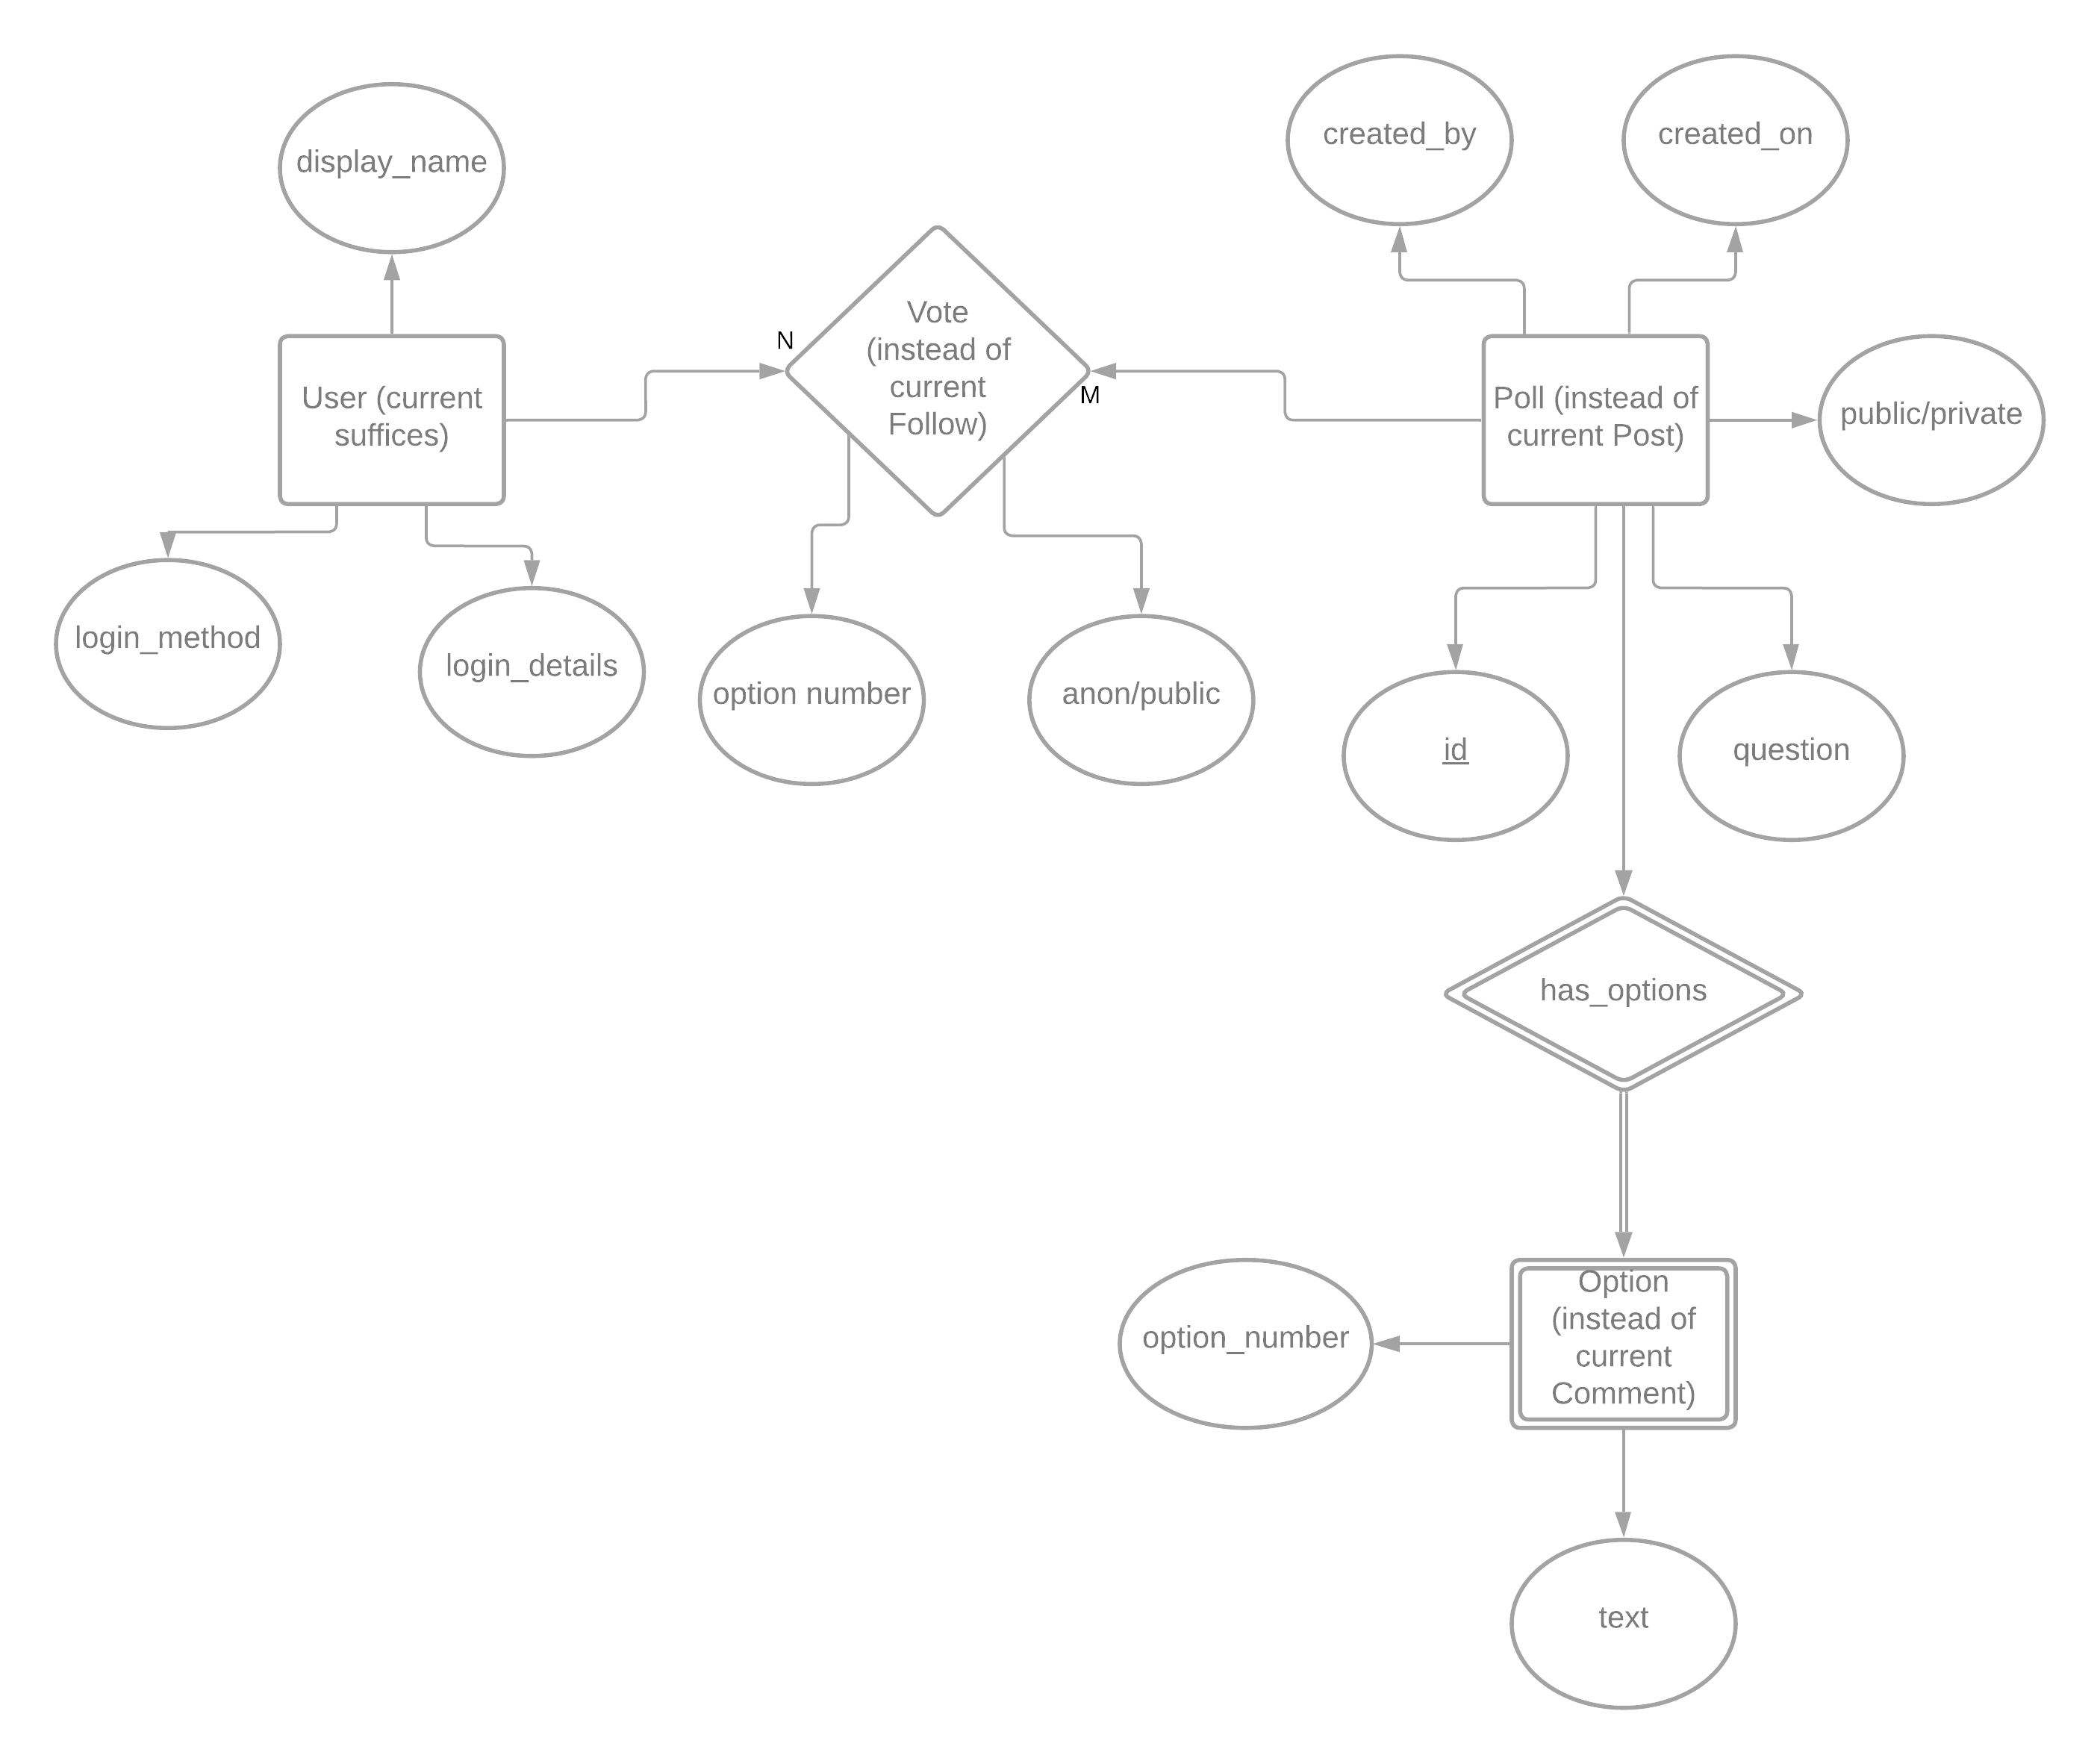 created_by
created_on
display_name
Vote
(instead of
current
Follow)
N
M
User (current
suffices)
Poll (instead of
current Post)
public/private
login_method
login_details
option number
anon/public
id
question
has_options
Option
(instead of
current
Comment)
option_number
text